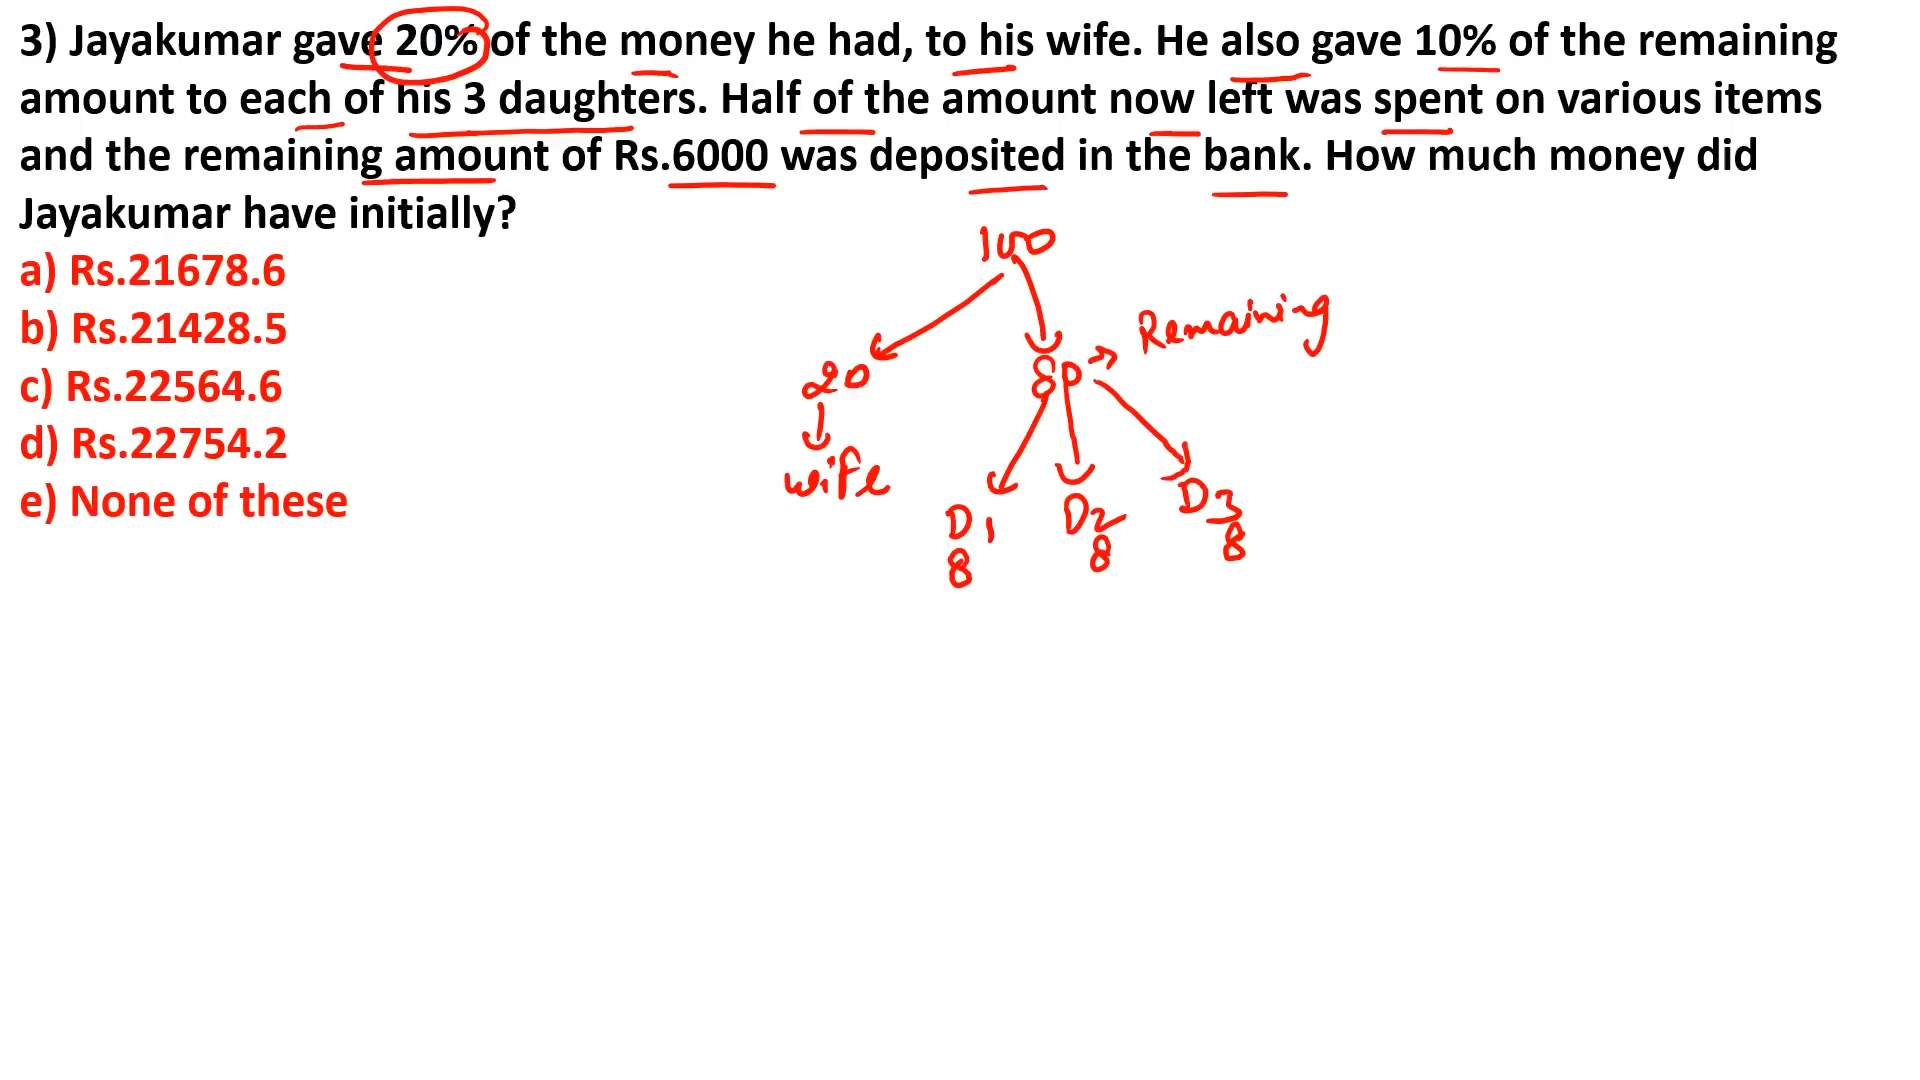 3) Jayakumar gave 20% of the money he had, to his wife. He also gave 10% of the remaining
amount to each of his 3 daughters. Half of the amount now left was spent on various items
and the remaining amount of Rs.6000 was deposited in the bank. How much money did
Jayakumar have initially?
a) Rs.21678.6
b) Rs.21428.5
c) Rs.22564.6
d) Rs.22754.2
e) None of these
100
20 80 Remaining
wife
D1 D2 D3
8 8 8